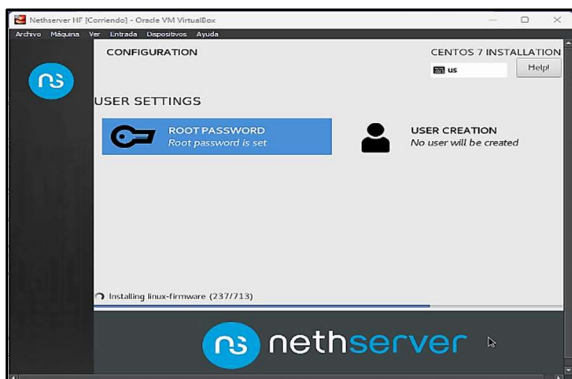 Nethserver HF [Corriendo] - Oracle VM VirtualBox
Archivo Máquina Ver Entrada Dispositivos Ayuda
CONFIGURATION
CENTOS 7 INSTALLATION
us
Help!
ns
USER SETTINGS
ROOT PASSWORD
Root password is set
USER CREATION
No user will be created
Installing linux-firmware (237/713)
ns nethserver